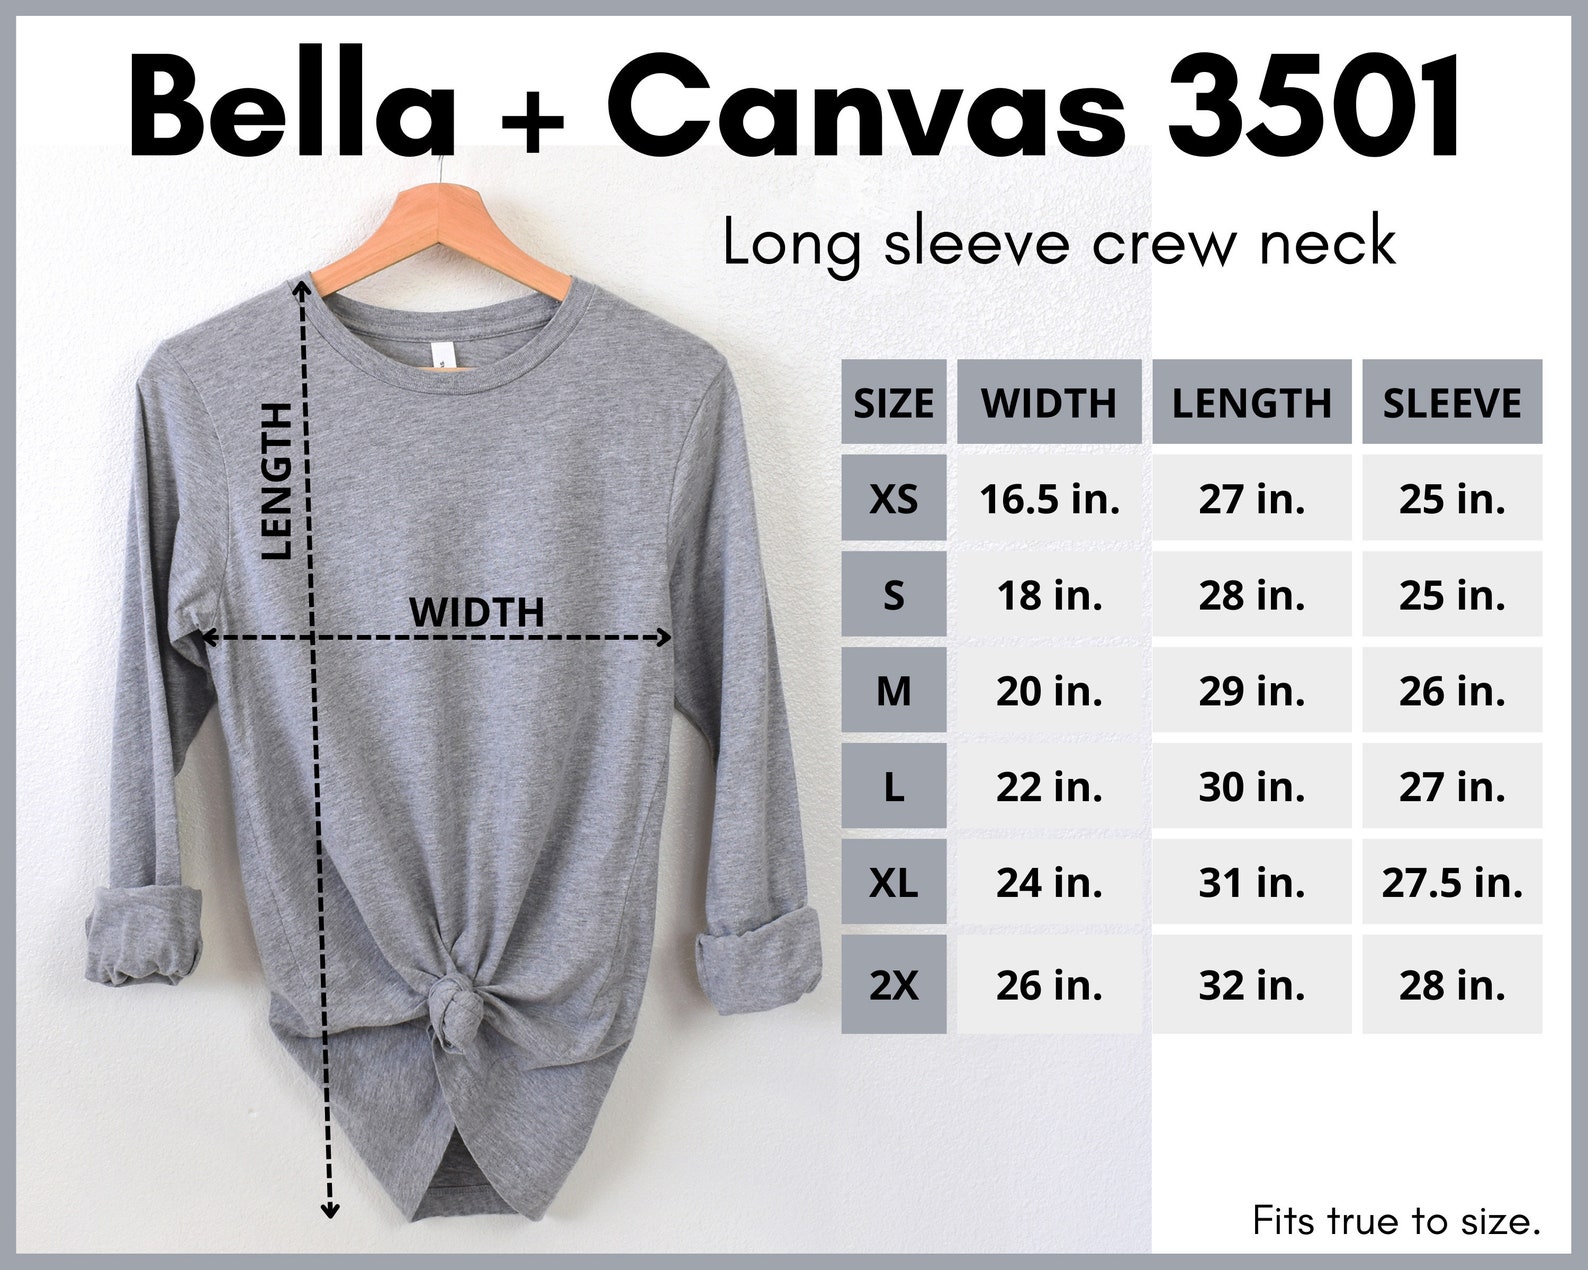 Bella + Canvas 3501
Long sleeve crew neck
LENGTH
WIDTH
SIZE WIDTH LENGTH SLEEVE
XS 16.5 in. 27 in. 25 in.
S 18 in. 28 in. 25 in.
M 20 in. 29 in. 26 in.
L 22 in. 30 in. 27 in.
XL 24 in. 31 in. 27.5 in.
2X 26 in. 32 in. 28 in.
Fits true to size.